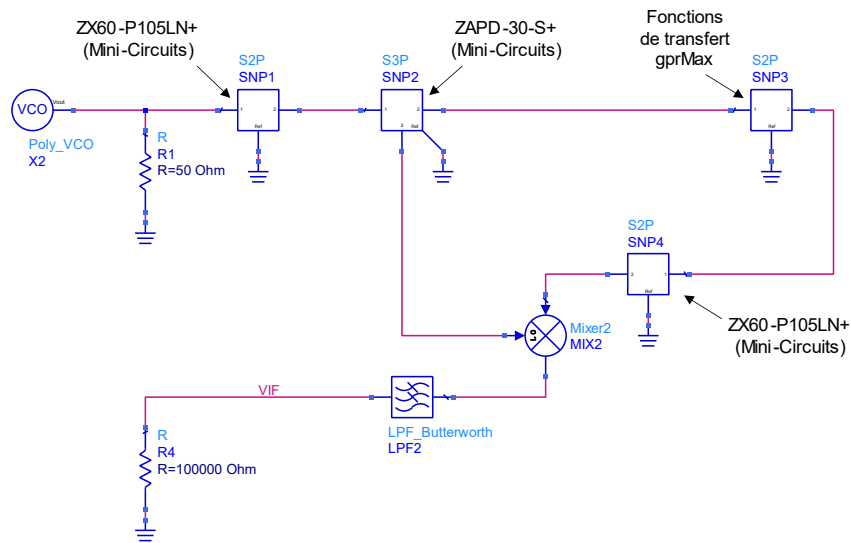 ZX60-P105LN+
(Mini-Circuits)
ZAPD-30-S+
(Mini-Circuits)
Fonctions
de transfert
gprMax
S2P
SNP1
S3P
SNP2
S2P
SNP3
VCO
Vout
1
2
Ref
1
2
3
Ref
1
2
Ref
Poly_VCO
X2
R
R1
R=50 Ohm
S2P
SNP4
2
1
Ref
ZX60-P105LN+
(Mini-Circuits)
LO
Mixer2
MIX2
VIF
LPF_Butterworth
LPF2
R
R4
R=100000 Ohm